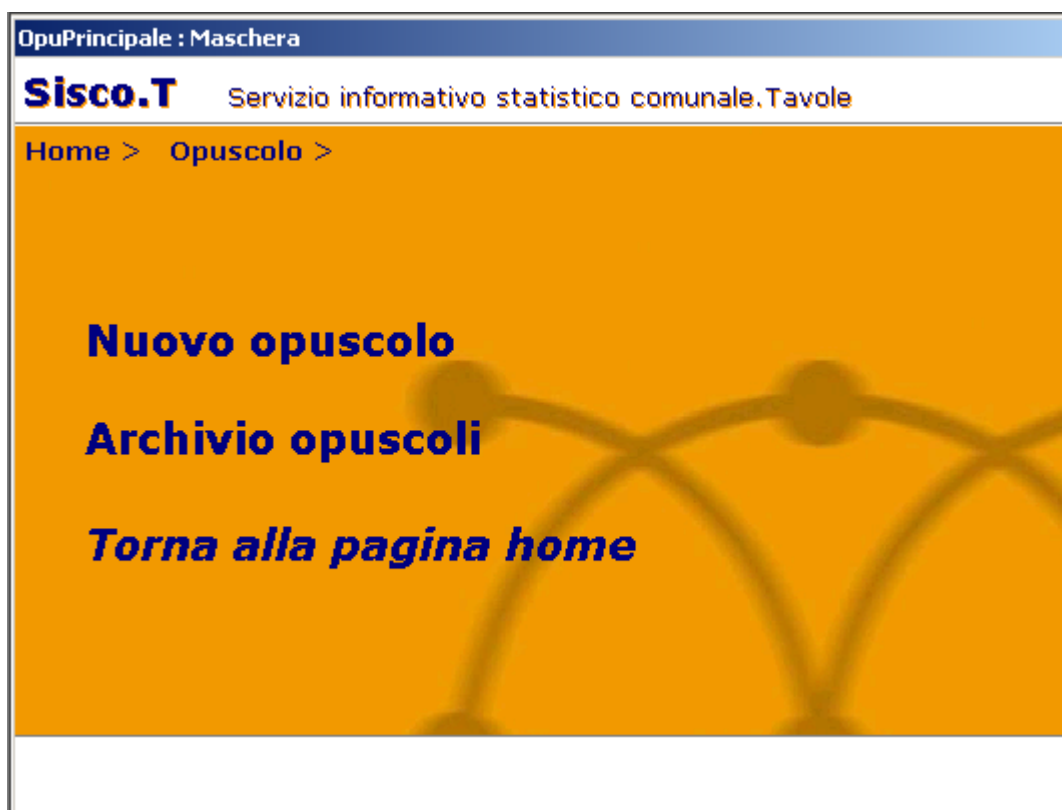 OpuPrincipale : Maschera
Sisco.T Servizio informativo statistico comunale.Tavole
Home > Opuscolo >
Nuovo opuscolo
Archivio opuscoli
Torna alla pagina home